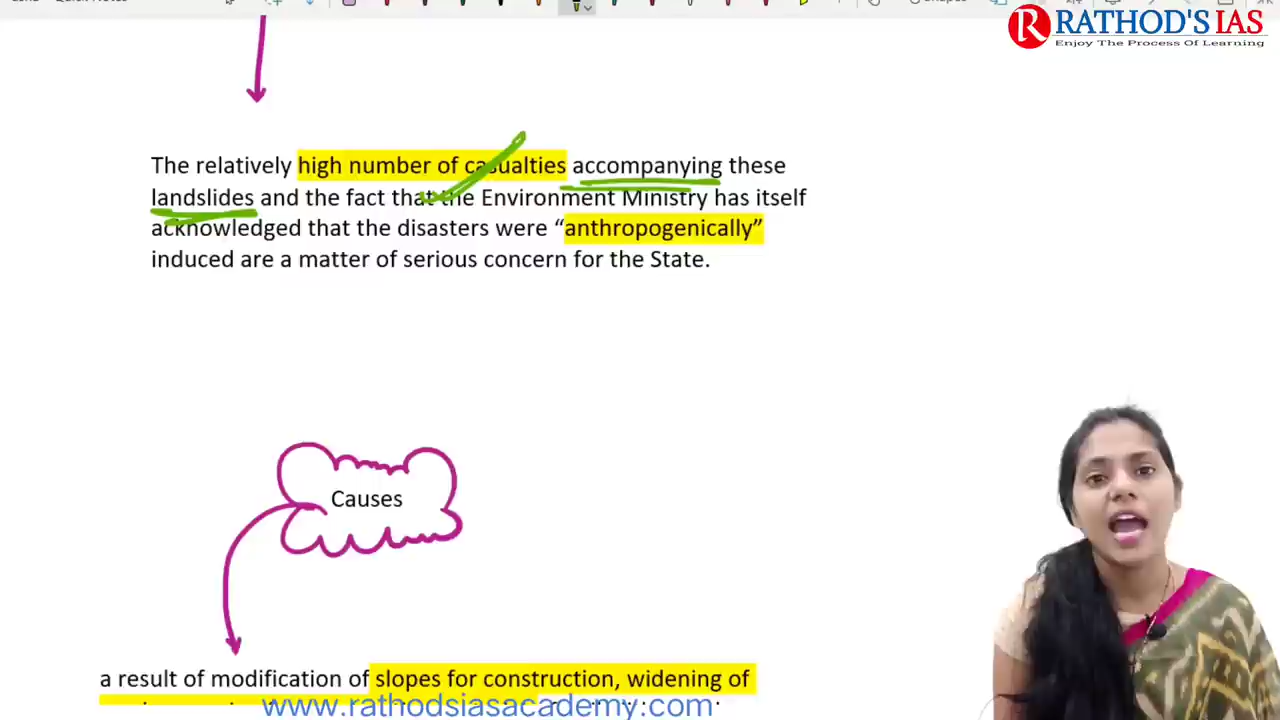 RATHOD'S IAS
Enjoy The Process Of Learning
The relatively high number of casualties accompanying these
landslides and the fact that the Environment Ministry has itself
acknowledged that the disasters were “anthropogenically”
induced are a matter of serious concern for the State.
Causes
a result of modification of slopes for construction, widening of
www.rathodsiasacademy.com